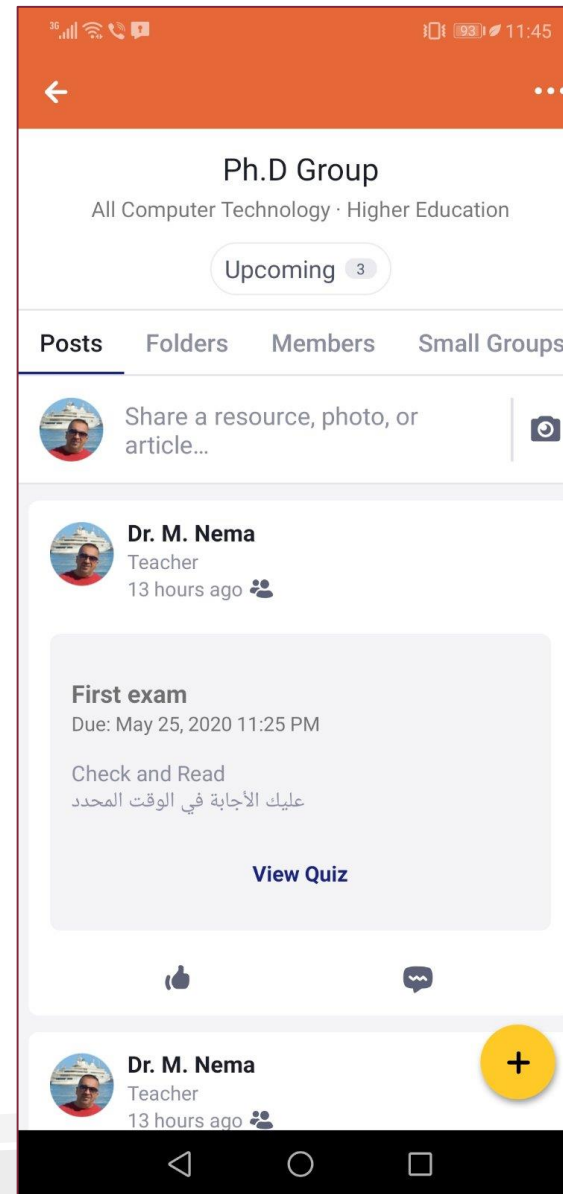 3G 93 11:45
Ph.D Group
All Computer Technology · Higher Education
Upcoming 3
Posts Folders Members Small Groups
Share a resource, photo, or
article...
Dr. M. Nema
Teacher
13 hours ago
First exam
Due: May 25, 2020 11:25 PM
Check and Read
عليك الأجابة في الوقت المحدد
View Quiz
Dr. M. Nema
Teacher
13 hours ago